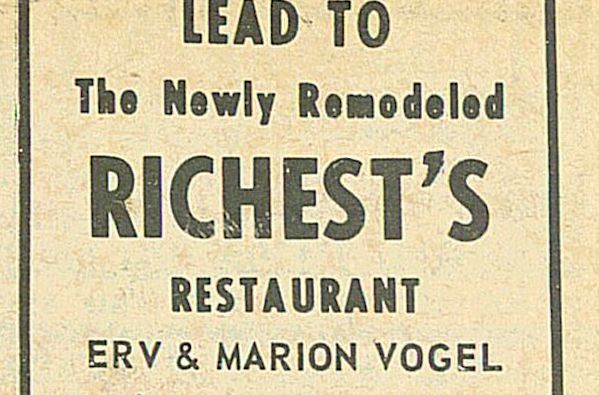 LEAD TO
The Newly Remodeled
RICHEST'S
RESTAURANT
ERV & MARION VOGEL